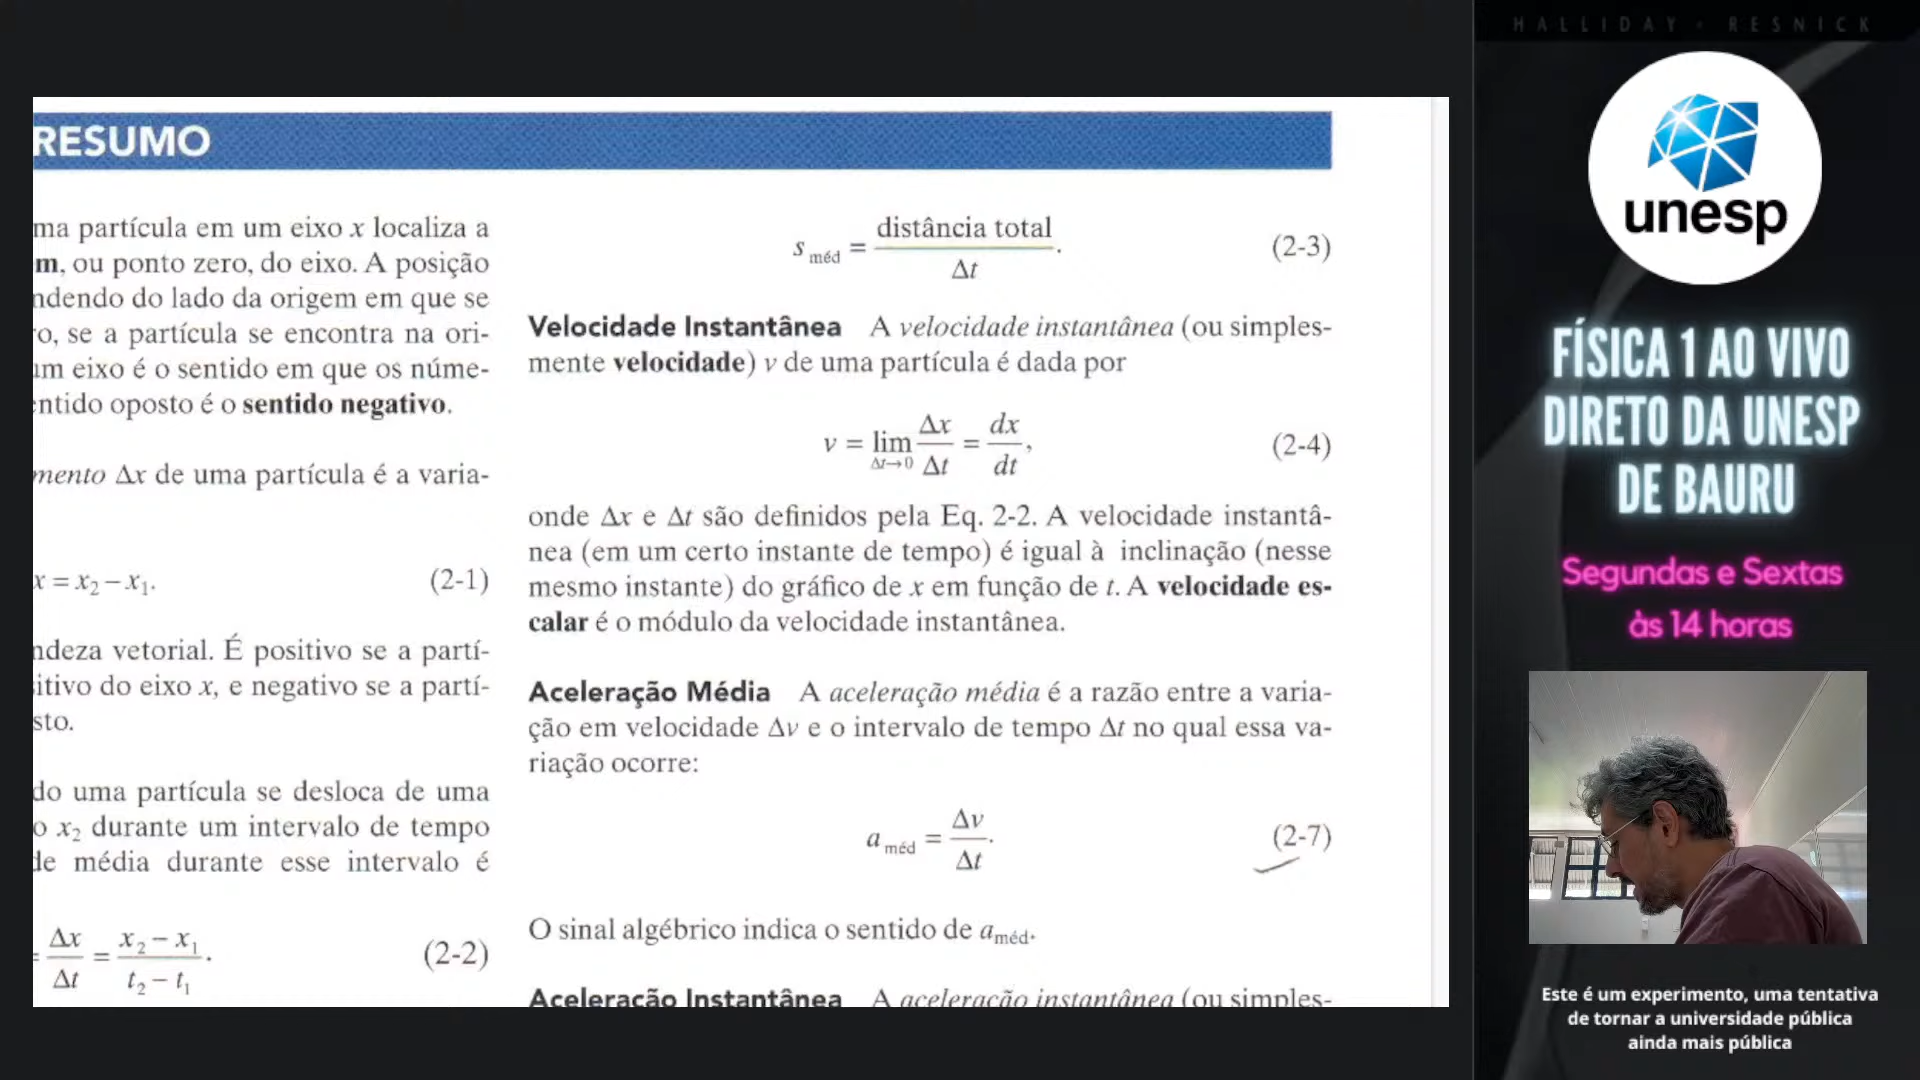 RESUMO
ma partícula em um eixo x localiza a
m, ou ponto zero, do eixo. A posição
ndendo do lado da origem em que se
o, se a partícula se encontra na ori-
um eixo é o sentido em que os núme-
ntido oposto é o sentido negativo.
mento Δx de uma partícula é a varia-
x = x₂ – x₁. (2-1)
ndeza vetorial. É positivo se a partí-
itivo do eixo x, e negativo se a partí-
sto.
do uma partícula se desloca de uma
o x₂ durante um intervalo de tempo
de média durante esse intervalo é
= Δx/Δt = (x₂ – x₁)/(t₂ – t₁). (2-2)
s méd = distância total/Δt. (2-3)
Velocidade Instantânea A velocidade instantânea (ou simples-
mente velocidade) v de uma partícula é dada por
v = lim Δt→0 Δx/Δt = dx/dt, (2-4)
onde Δx e Δt são definidos pela Eq. 2-2. A velocidade instantâ-
nea (em um certo instante de tempo) é igual à inclinação (nesse
mesmo instante) do gráfico de x em função de t. A velocidade es-
calar é o módulo da velocidade instantânea.
Aceleração Média A aceleração média é a razão entre a varia-
ção em velocidade Δv e o intervalo de tempo Δt no qual essa va-
riação ocorre:
a méd = Δv/Δt. (2-7)
O sinal algébrico indica o sentido de a méd.
Aceleração Instantânea A aceleração instantânea (ou simples-
HALLIDAY • RESNICK
unesp
FÍSICA 1 AO VIVO
DIRETO DA UNESP
DE BAURU
Segundas e Sextas
às 14 horas
Este é um experimento, uma tentativa
de tornar a universidade pública
ainda mais pública